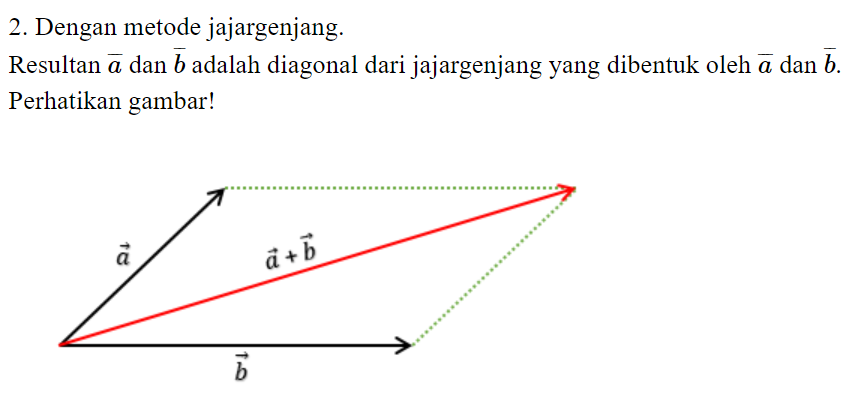 2. Dengan metode jajargenjang.
Resultan a̅ dan b̅ adalah diagonal dari jajargenjang yang dibentuk oleh a̅ dan b̅.
Perhatikan gambar!
a⃗
a⃗ + b⃗
b⃗